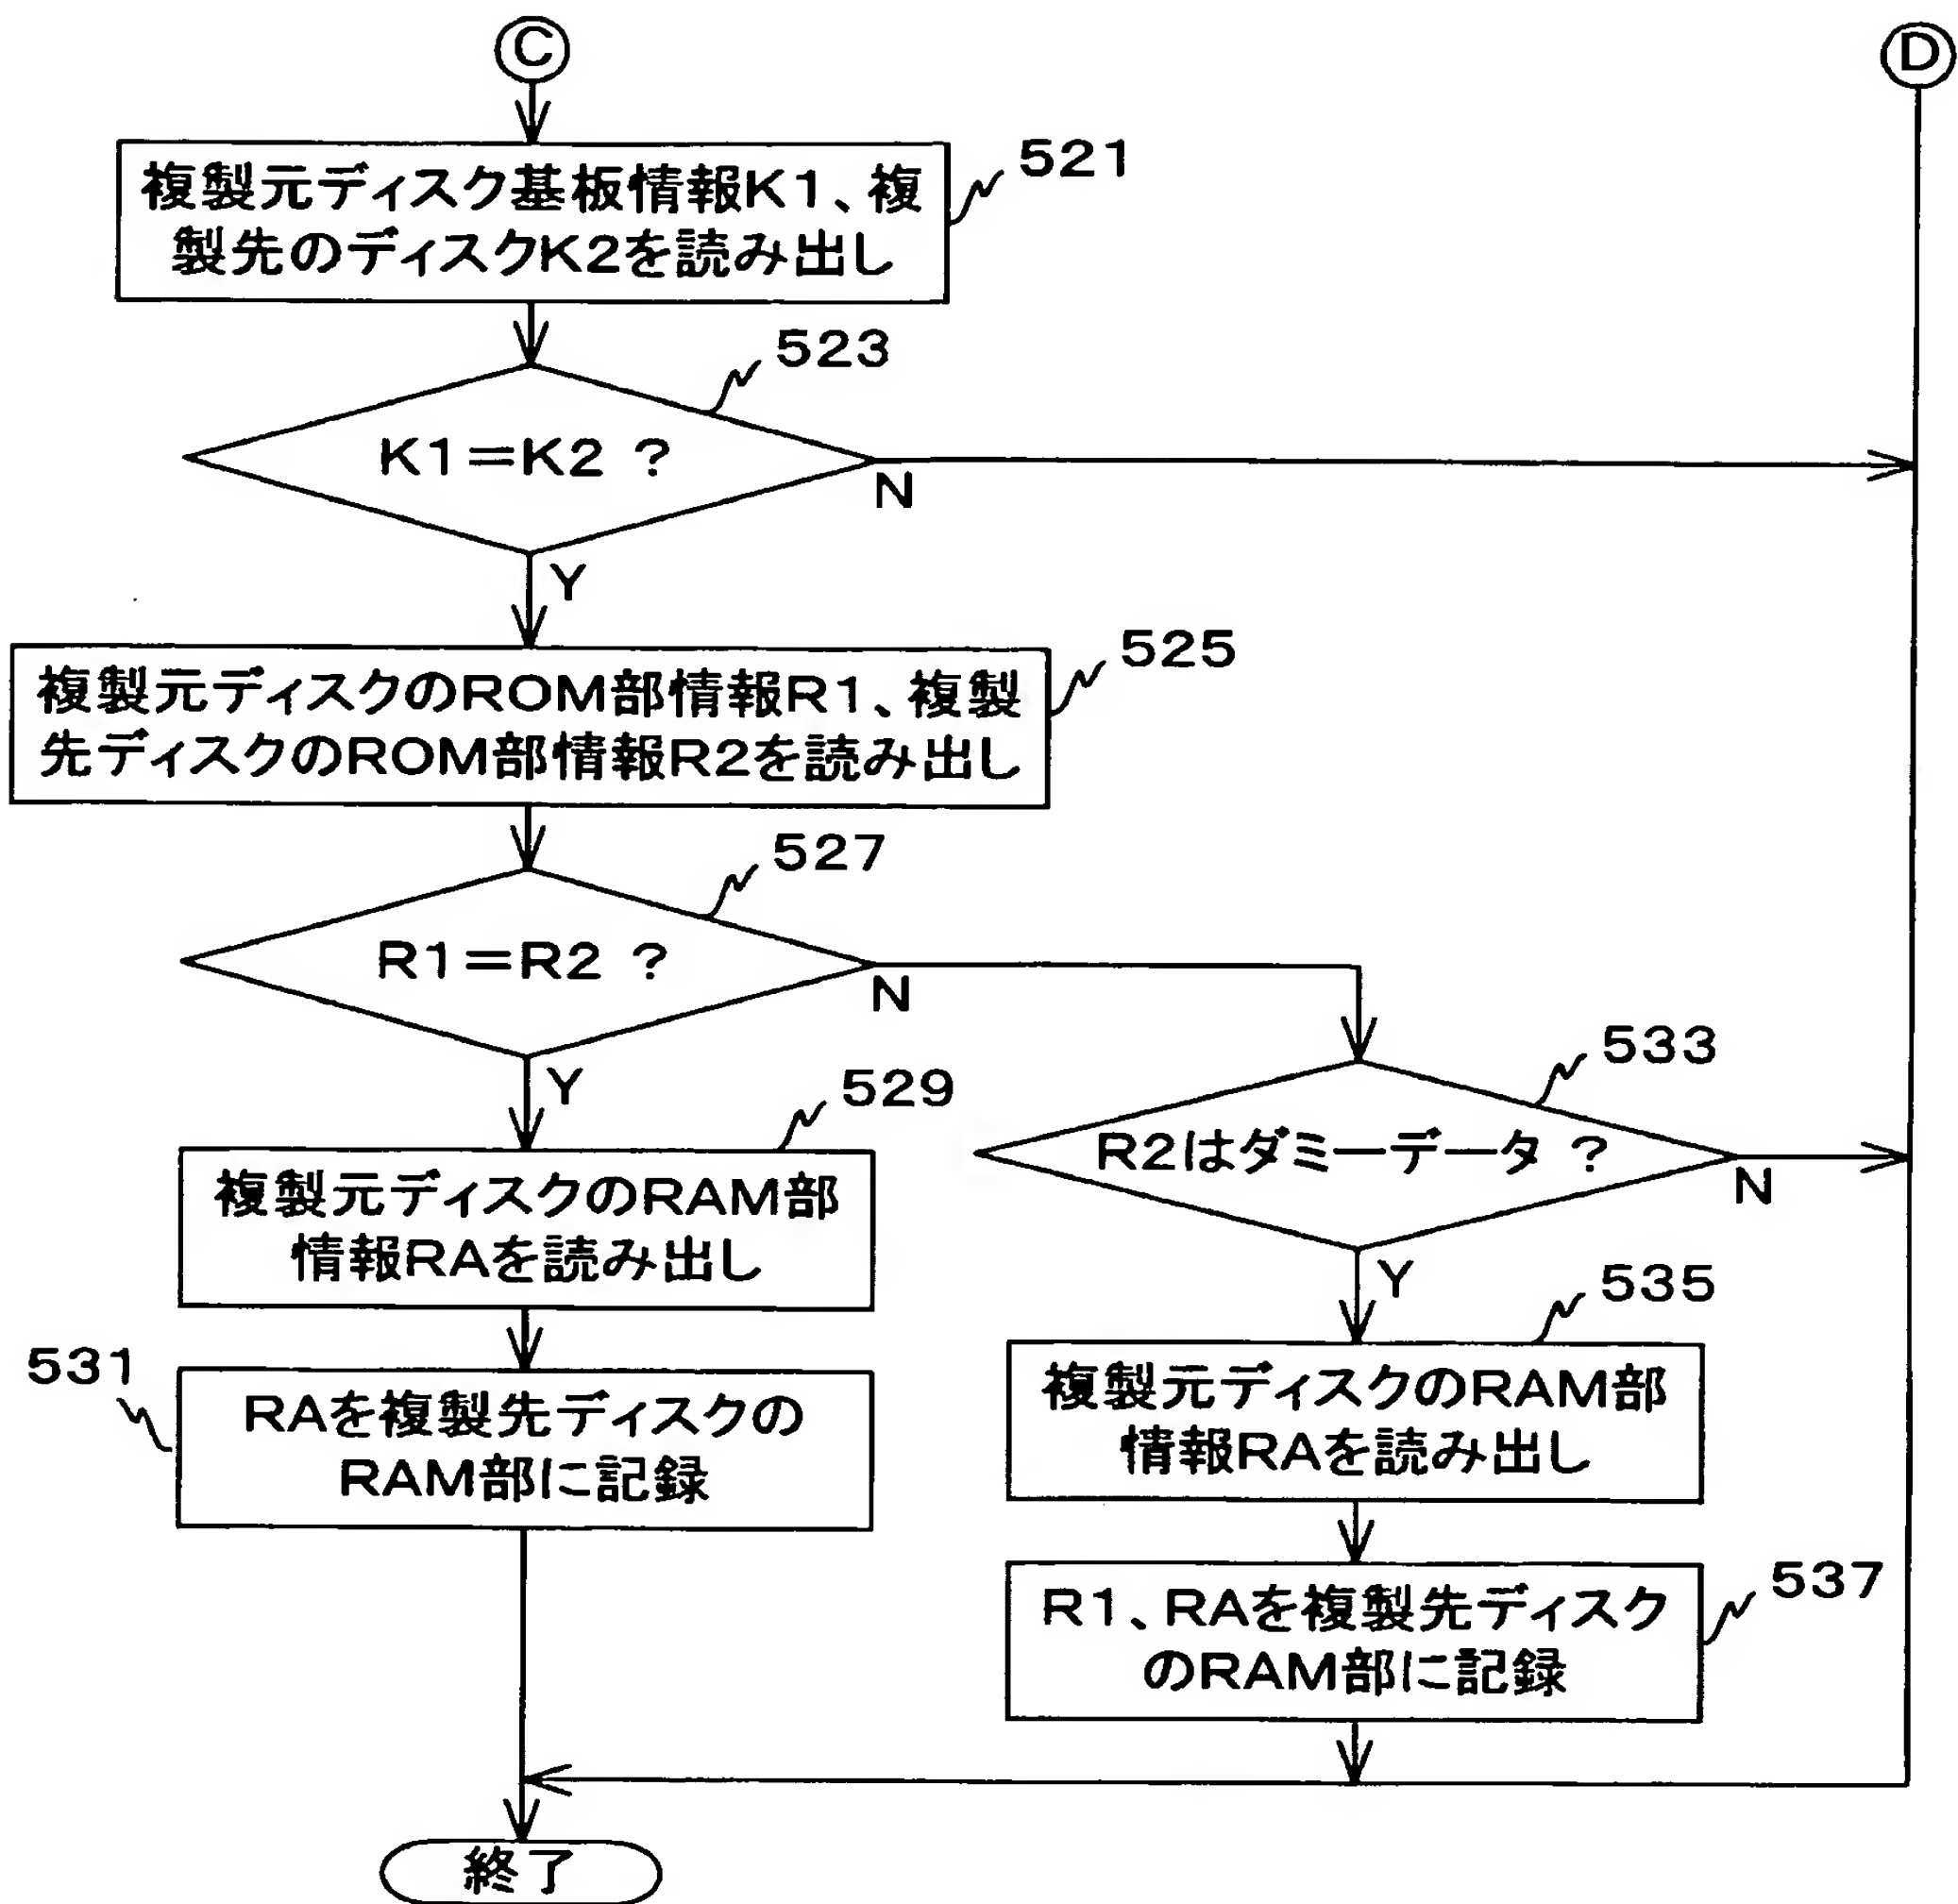 C
D
521
複製元ディスク基板情報K1、複
製先のディスクK2を読み出し
523
K1=K2 ?
N
Y
525
複製元ディスクのROM部情報R1、複製
先ディスクのROM部情報R2を読み出し
527
R1=R2 ?
N
Y
529
複製元ディスクのRAM部
情報RAを読み出し
531
RAを複製先ディスクの
RAM部に記録
533
R2はダミーデータ ?
N
Y
535
複製元ディスクのRAM部
情報RAを読み出し
537
R1、RAを複製先ディスク
のRAM部に記録
終了